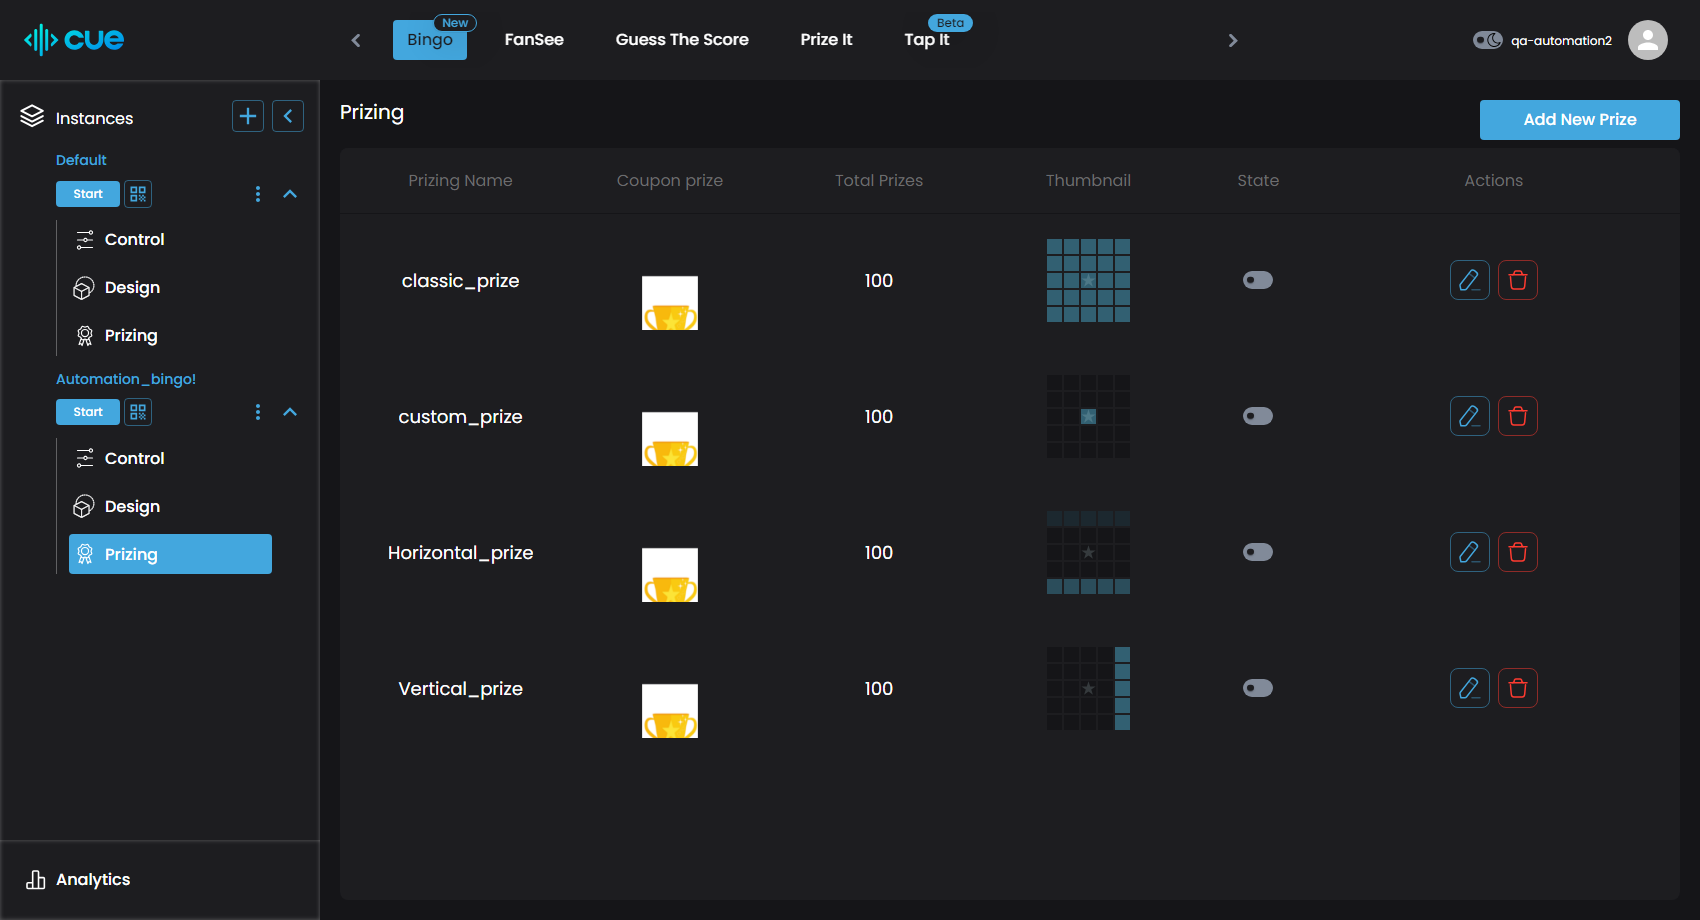 cue
New
Bingo
FanSee
Guess The Score
Prize It
Beta
Tap It
qa-automation2
Instances
Default
Start
Control
Design
Prizing
Automation_bingo!
Start
Control
Design
Prizing
Analytics
Prizing
Add New Prize
Prizing Name Coupon prize Total Prizes Thumbnail State Actions
classic_prize 100
custom_prize 100
Horizontal_prize 100
Vertical_prize 100